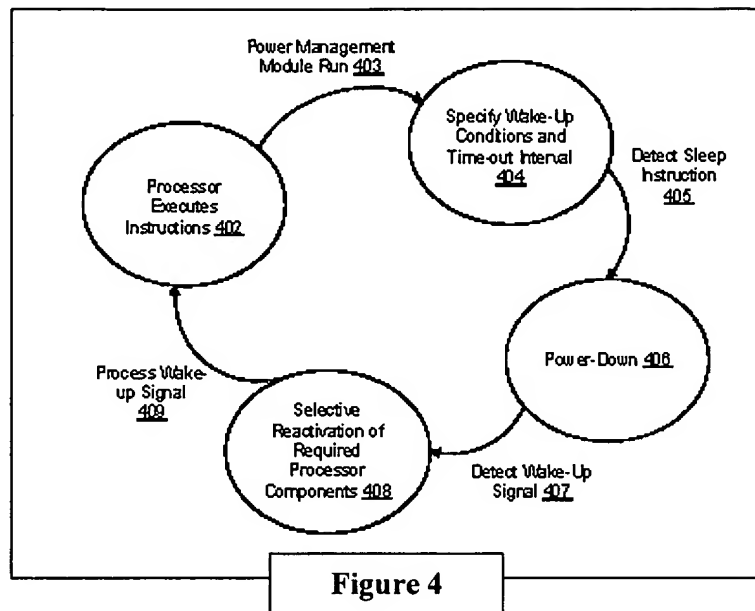 Power Management
Module Run 403
Specify Wake-Up
Conditions and
Time-out Interval
404
Detect Sleep
Instruction
405
Processor
Executes
Instructions 402
Power-Down 406
Process Wake-
up Signal
409
Selective
Reactivation of
Required
Processor
Components 408
Detect Wake-Up
Signal 407
Figure 4